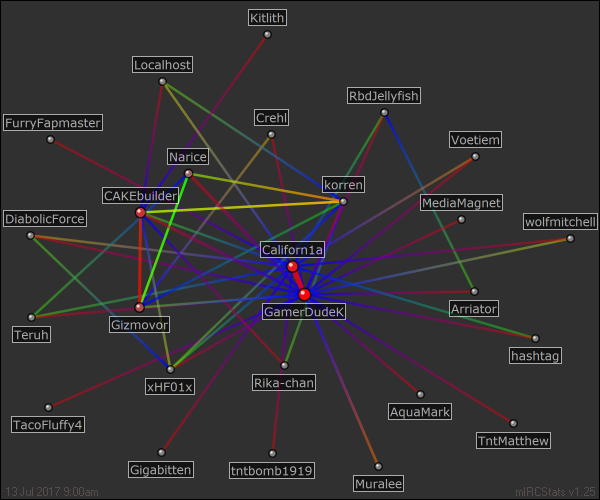 Kitlith
Localhost
RbdJellyfish
FurryFapmaster
Crehl
Voetiem
Narice
korren
CAKEbuilder
MediaMagnet
DiabolicForce
wolfmitchell
Californ1a
GamerDudeK
Arriator
Teruh
Gizmovor
hashtag
xHF01x
Rika-chan
AquaMark
TacoFluffy4
TntMatthew
Gigabitten
tntbomb1919
Muralee
13 Jul 2017 9:00am
mIRCStats v1.25